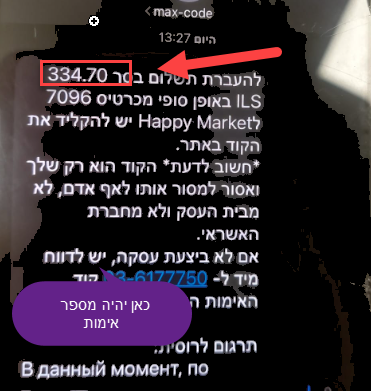 max-code
היום 13:27
להעברת תשלום בסך 334.70
ILS באופן סופי מכרטיס 7096
לHappy Market יש להקליד את
הקוד באתר.
*חשוב לדעת* הקוד הוא רק שלך
ואסור למסור אותו לאף אדם, לא
מבית העסק ולא מחברת
האשראי.
אם לא ביצעת עסקה, יש לדווח
מיד ל- 03-6177750 קוד
האימות
כאן יהיה מספר
אימות
תרגום לרוסית,
В данный момент, по